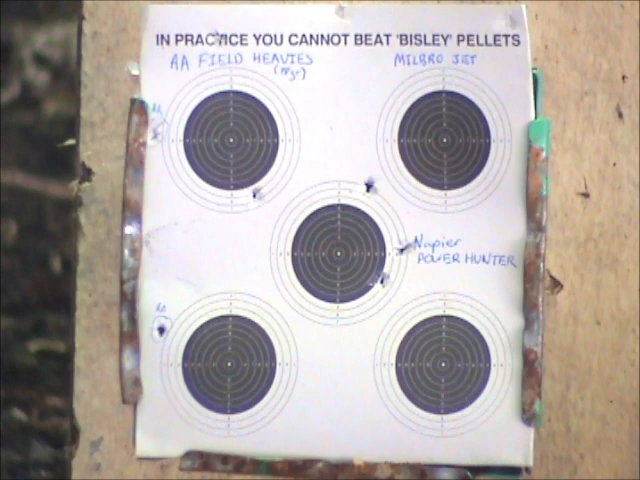 IN PRACTICE YOU CANNOT BEAT 'BISLEY' PELLETS
AA FIELD HEAVIES
MILBRO JET
Napier
POWER HUNTER